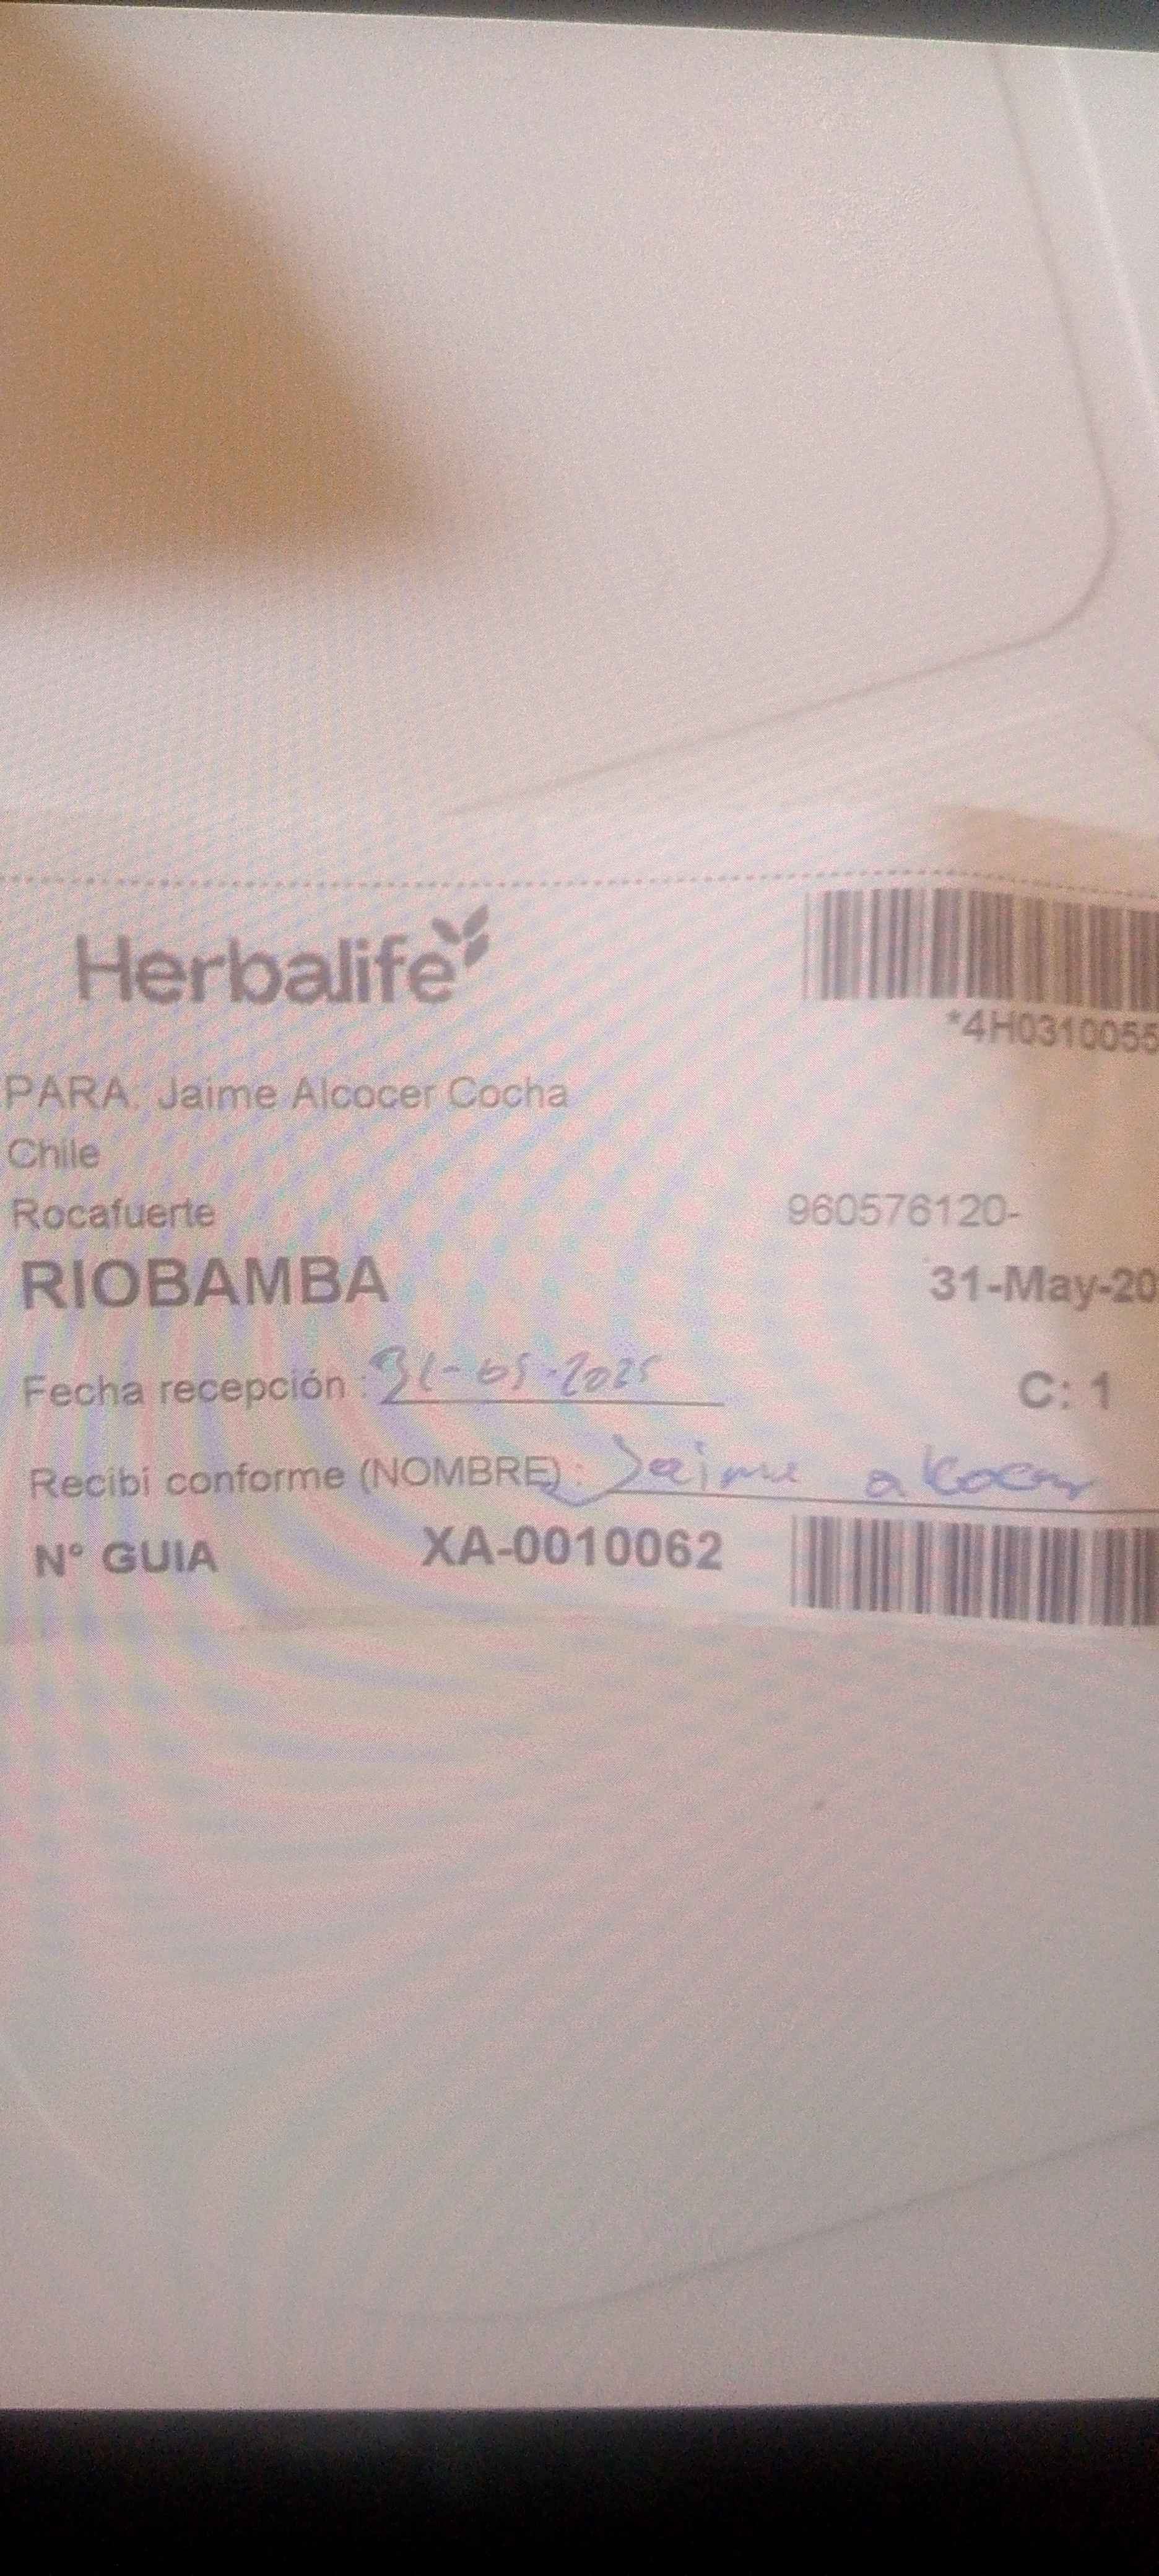 Herbalife
*4H0310055
PARA: Jaime Alcocer Cocha
Chile
Rocafuerte 960576120-
RIOBAMBA 31-May-20
Fecha recepción : 31-05-2025 C: 1
Recibi conforme (NOMBRE) : Jaime alcocer
N° GUIA XA-0010062